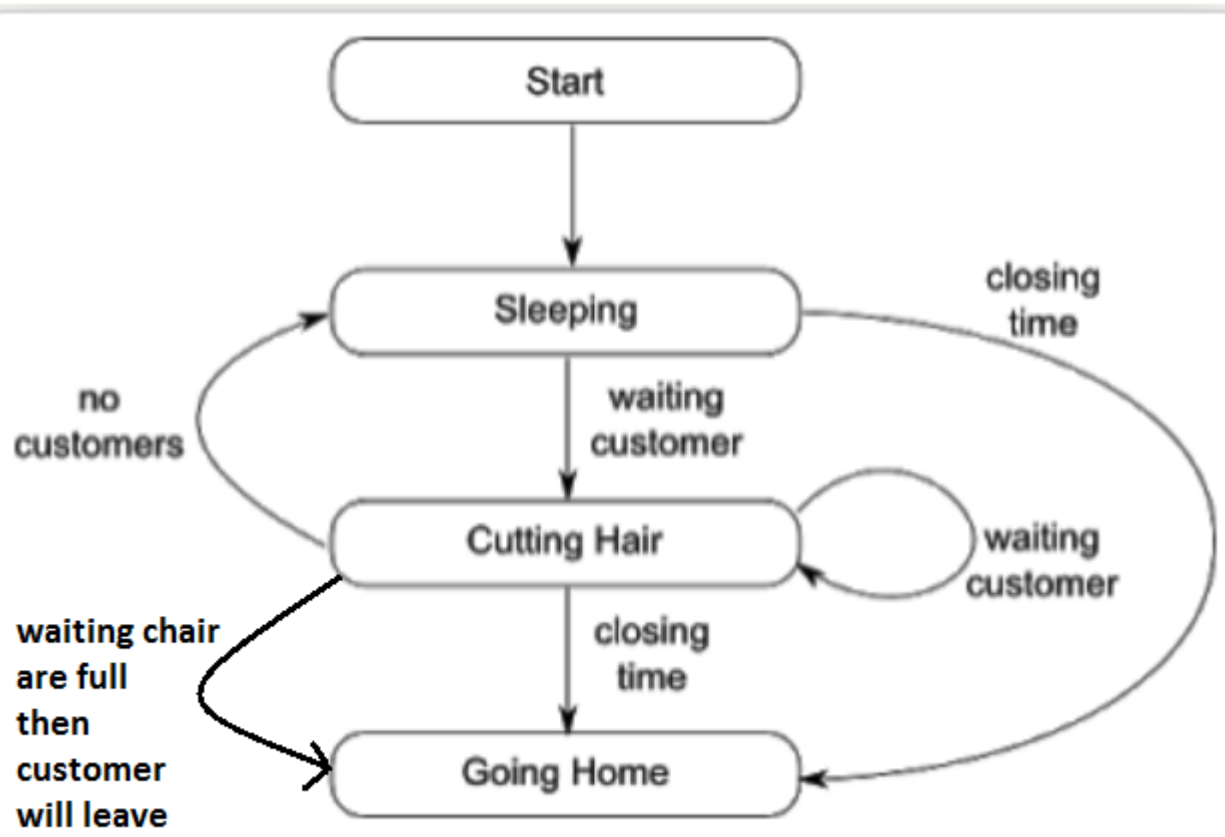 Start
closing
time
Sleeping
no
customers
waiting
customer
Cutting Hair
waiting
customer
waiting chair
are full
then
customer
will leave
closing
time
Going Home